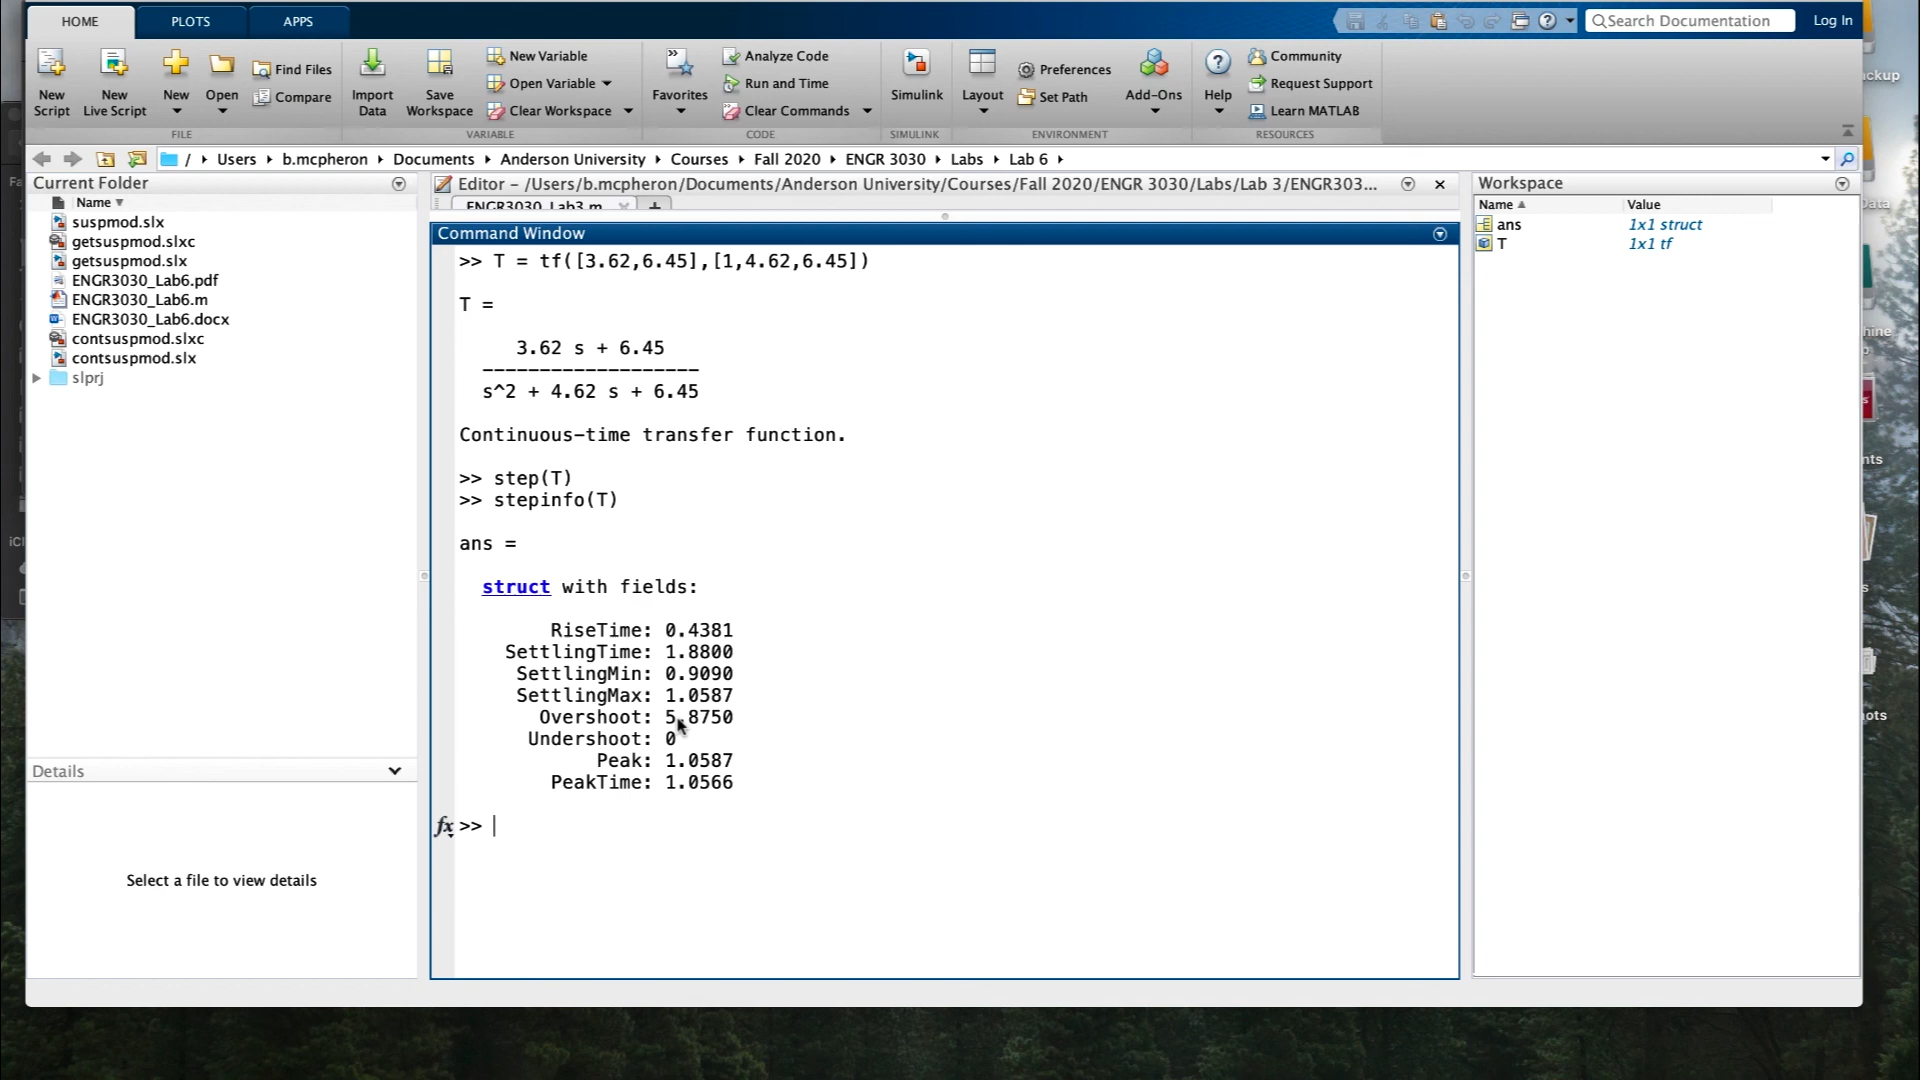 HOME
PLOTS
APPS
Search Documentation
Log In
New Script
New Live Script
New
Open
Find Files
Compare
FILE
Import Data
Save Workspace
New Variable
Open Variable
Clear Workspace
VARIABLE
Favorites
Analyze Code
Run and Time
Clear Commands
CODE
Simulink
SIMULINK
Layout
Preferences
Set Path
Add-Ons
ENVIRONMENT
Help
Community
Request Support
Learn MATLAB
RESOURCES
/ ▸ Users ▸ b.mcpheron ▸ Documents ▸ Anderson University ▸ Courses ▸ Fall 2020 ▸ ENGR 3030 ▸ Labs ▸ Lab 6 ▸
Current Folder
Name
suspmod.slx
getsuspmod.slxc
getsuspmod.slx
ENGR3030_Lab6.pdf
ENGR3030_Lab6.m
ENGR3030_Lab6.docx
contsuspmod.slxc
contsuspmod.slx
slprj
Details
Select a file to view details
Editor – /Users/b.mcpheron/Documents/Anderson University/Courses/Fall 2020/ENGR 3030/Labs/Lab 3/ENGR303...
ENGR3030_Lab3.m
Command Window
>> T = tf([3.62,6.45],[1,4.62,6.45])
T =
3.62 s + 6.45
-------------------
s^2 + 4.62 s + 6.45
Continuous-time transfer function.
>> step(T)
>> stepinfo(T)
ans =
struct with fields:
RiseTime: 0.4381
SettlingTime: 1.8800
SettlingMin: 0.9090
SettlingMax: 1.0587
Overshoot: 5.8750
Undershoot: 0
Peak: 1.0587
PeakTime: 1.0566
fx >>
Workspace
Name Value
ans 1x1 struct
T 1x1 tf